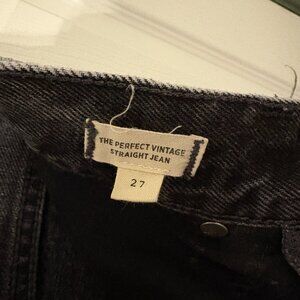 THE PERFECT VINTAGE
STRAIGHT JEAN
27